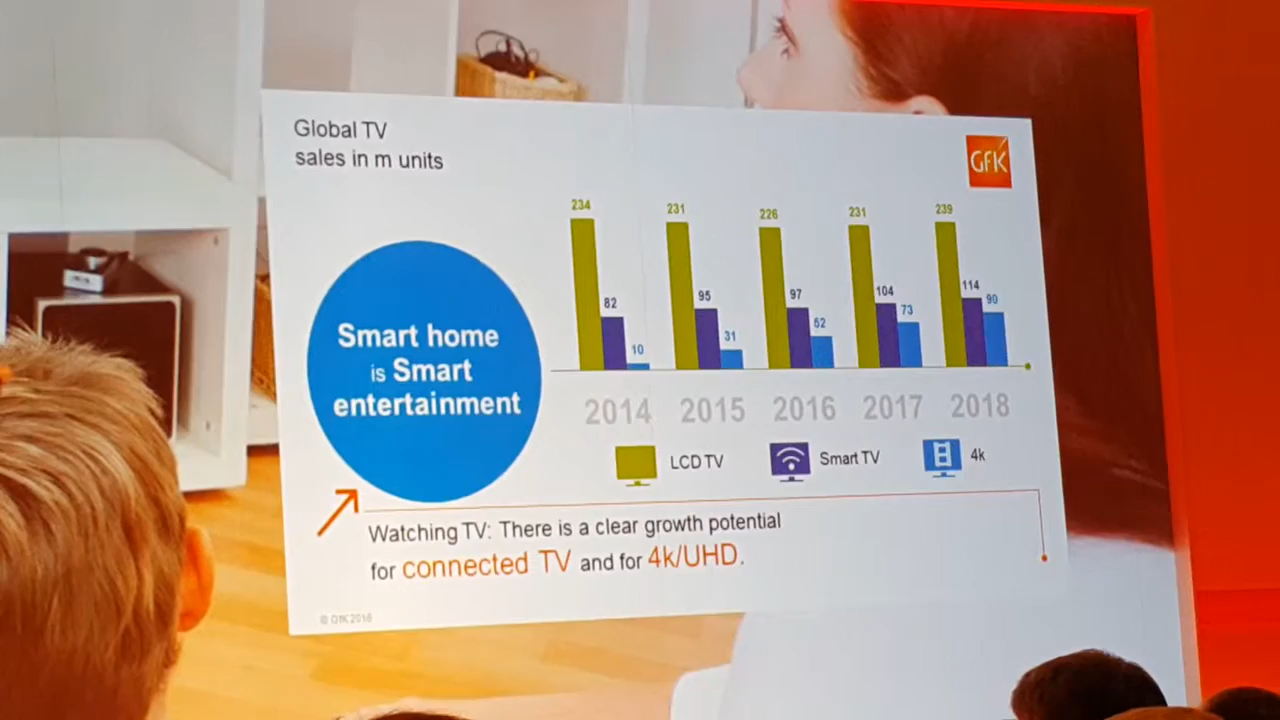 Global TV
sales in m units
GfK
234
82
10
231
95
31
226
97
52
231
104
73
239
114
90
Smart home
is Smart
entertainment
2014 2015 2016 2017 2018
LCD TV Smart TV 4k
Watching TV: There is a clear growth potential
for connected TV and for 4k/UHD.
© GfK 2016